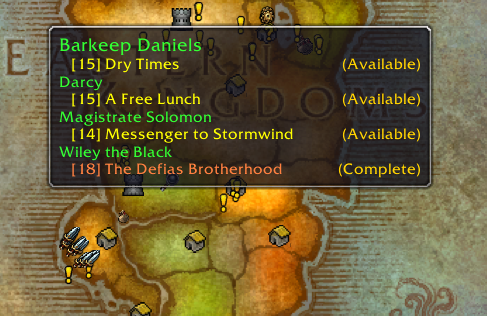 Barkeep Daniels
[15] Dry Times (Available)
Darcy
[15] A Free Lunch (Available)
Magistrate Solomon
[14] Messenger to Stormwind (Available)
Wiley the Black
[18] The Defias Brotherhood (Complete)